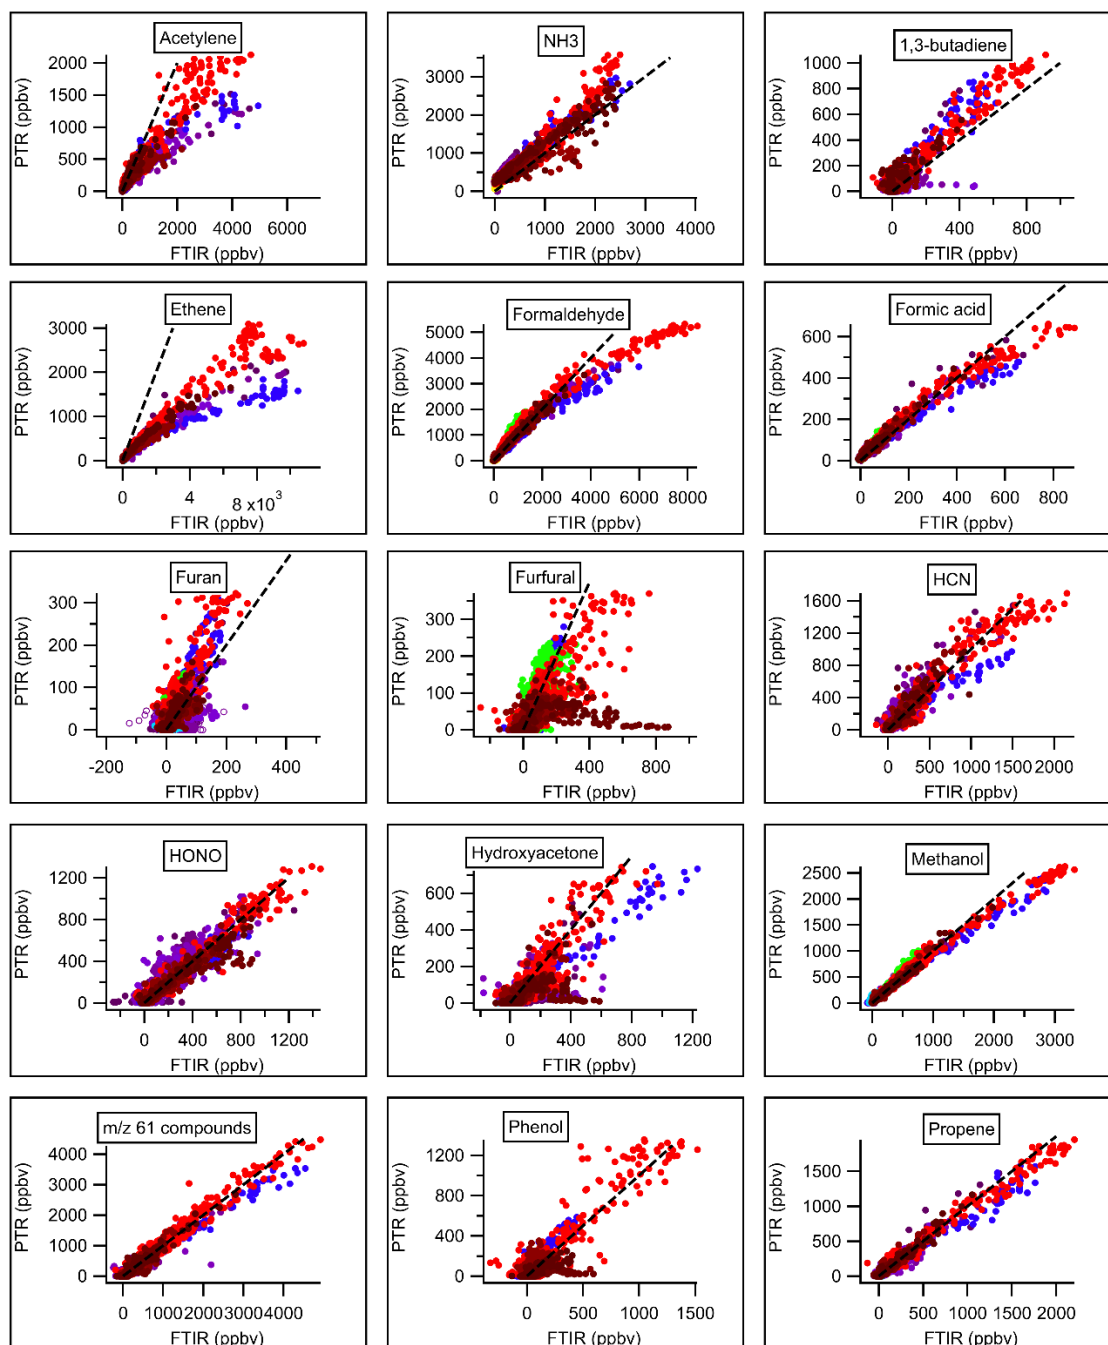 Acetylene
2000
1500
1000
500
0
PTR (ppbv)
0 2000 4000 6000
FTIR (ppbv)
NH3
3000
2000
1000
0
PTR (ppbv)
0 1000 2000 3000 4000
FTIR (ppbv)
1,3-butadiene
1000
800
600
400
200
0
PTR (ppbv)
0 400 800
FTIR (ppbv)
Ethene
3000
2000
1000
0
PTR (ppbv)
0 4 8 x10³
FTIR (ppbv)
Formaldehyde
5000
4000
3000
2000
1000
0
PTR (ppbv)
0 2000 4000 6000 8000
FTIR (ppbv)
Formic acid
600
400
200
0
PTR (ppbv)
0 200 400 600 800
FTIR (ppbv)
Furan
300
200
100
0
PTR (ppbv)
-200 0 200 400
FTIR (ppbv)
Furfural
300
200
100
0
PTR (ppbv)
0 400 800
FTIR (ppbv)
HCN
1600
1200
800
400
0
PTR (ppbv)
0 500 1000 1500 2000
FTIR (ppbv)
HONO
1200
800
400
0
PTR (ppbv)
0 400 800 1200
FTIR (ppbv)
Hydroxyacetone
600
400
200
0
PTR (ppbv)
0 400 800 1200
FTIR (ppbv)
Methanol
2500
2000
1500
1000
500
0
PTR (ppbv)
0 1000 2000 3000
FTIR (ppbv)
m/z 61 compounds
4000
3000
2000
1000
0
PTR (ppbv)
0 1000 2000 3000 4000
FTIR (ppbv)
Phenol
1200
800
400
0
PTR (ppbv)
0 500 1000 1500
FTIR (ppbv)
Propene
1500
1000
500
0
PTR (ppbv)
0 500 1000 1500 2000
FTIR (ppbv)